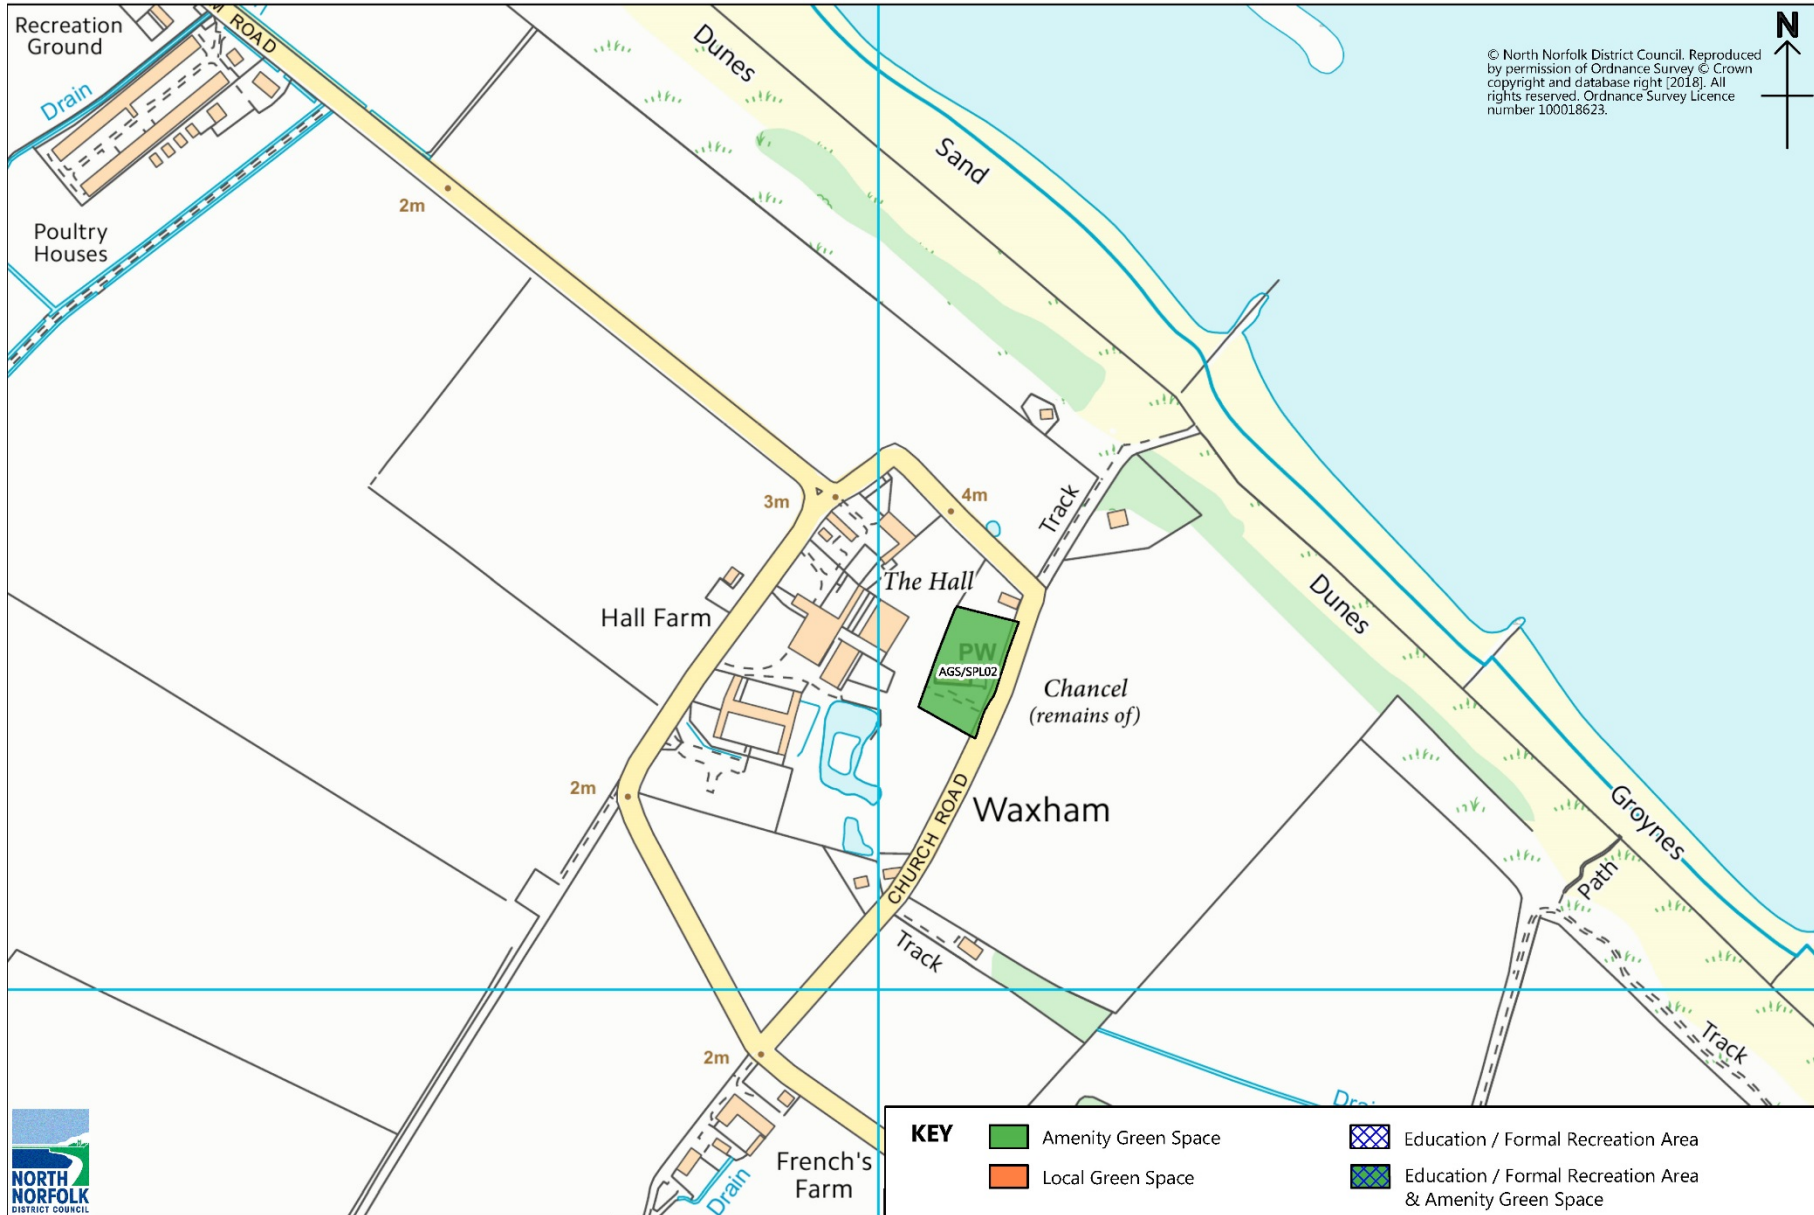 Recreation
Ground
M ROAD
Dunes
N
© North Norfolk District Council. Reproduced
by permission of Ordnance Survey © Crown
copyright and database right [2018]. All
rights reserved. Ordnance Survey Licence
number 100018623.
Drain
Sand
2m
Poultry
Houses
3m
4m
Track
The Hall
Hall Farm
Dunes
PW
AGS/SPL02
Chancel
(remains of)
2m
CHURCH ROAD
Waxham
Groynes
Path
Track
Track
2m
French's
Farm
Drain
KEY
Amenity Green Space
Local Green Space
Education / Formal Recreation Area
Education / Formal Recreation Area
& Amenity Green Space
NORTH
NORFOLK
DISTRICT COUNCIL